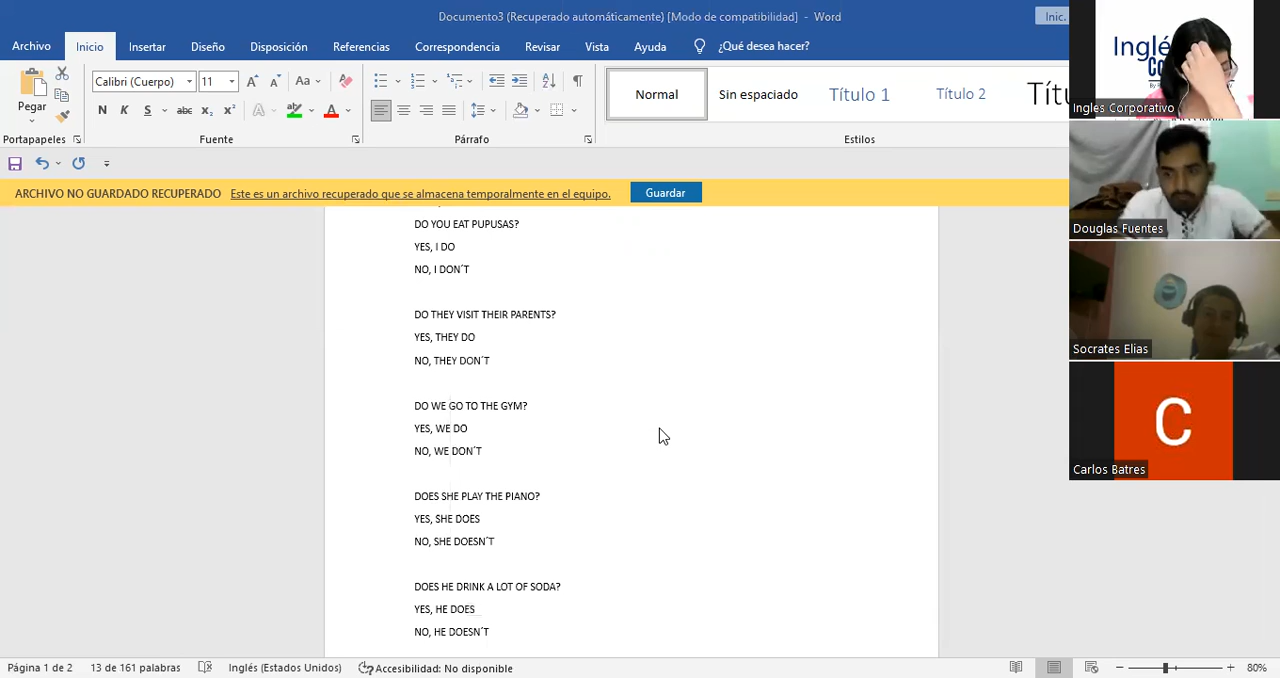 Documento3 (Recuperado automáticamente) [Modo de compatibilidad] - Word
Inic.
Archivo Inicio Insertar Diseño Disposición Referencias Correspondencia Revisar Vista Ayuda ¿Qué desea hacer?
Pegar
Calibri (Cuerpo) 11
Normal
Sin espaciado
Título 1
Título 2
Portapapeles Fuente Párrafo Estilos
ARCHIVO NO GUARDADO RECUPERADO Este es un archivo recuperado que se almacena temporalmente en el equipo. Guardar
DO YOU EAT PUPUSAS?
YES, I DO
NO, I DON´T
DO THEY VISIT THEIR PARENTS?
YES, THEY DO
NO, THEY DON´T
DO WE GO TO THE GYM?
YES, WE DO
NO, WE DON´T
DOES SHE PLAY THE PIANO?
YES, SHE DOES
NO, SHE DOESN´T
DOES HE DRINK A LOT OF SODA?
YES, HE DOES
NO, HE DOESN´T
Ingles Corporativo
Douglas Fuentes
Socrates Elias
C
Carlos Batres
Página 1 de 2 13 de 161 palabras Inglés (Estados Unidos) Accesibilidad: No disponible 80%